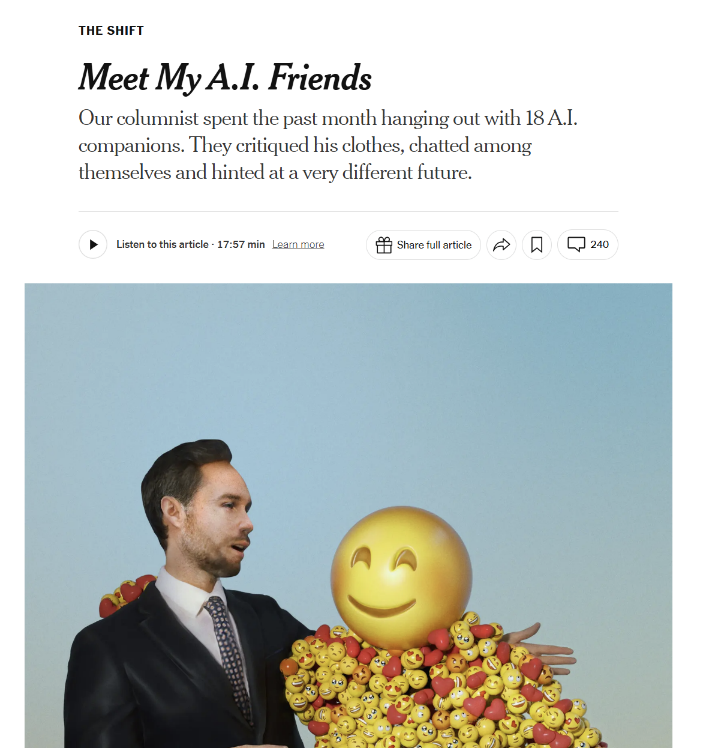 THE SHIFT
Meet My A.I. Friends
Our columnist spent the past month hanging out with 18 A.I.
companions. They critiqued his clothes, chatted among
themselves and hinted at a very different future.
Listen to this article · 17:57 min Learn more
Share full article
240